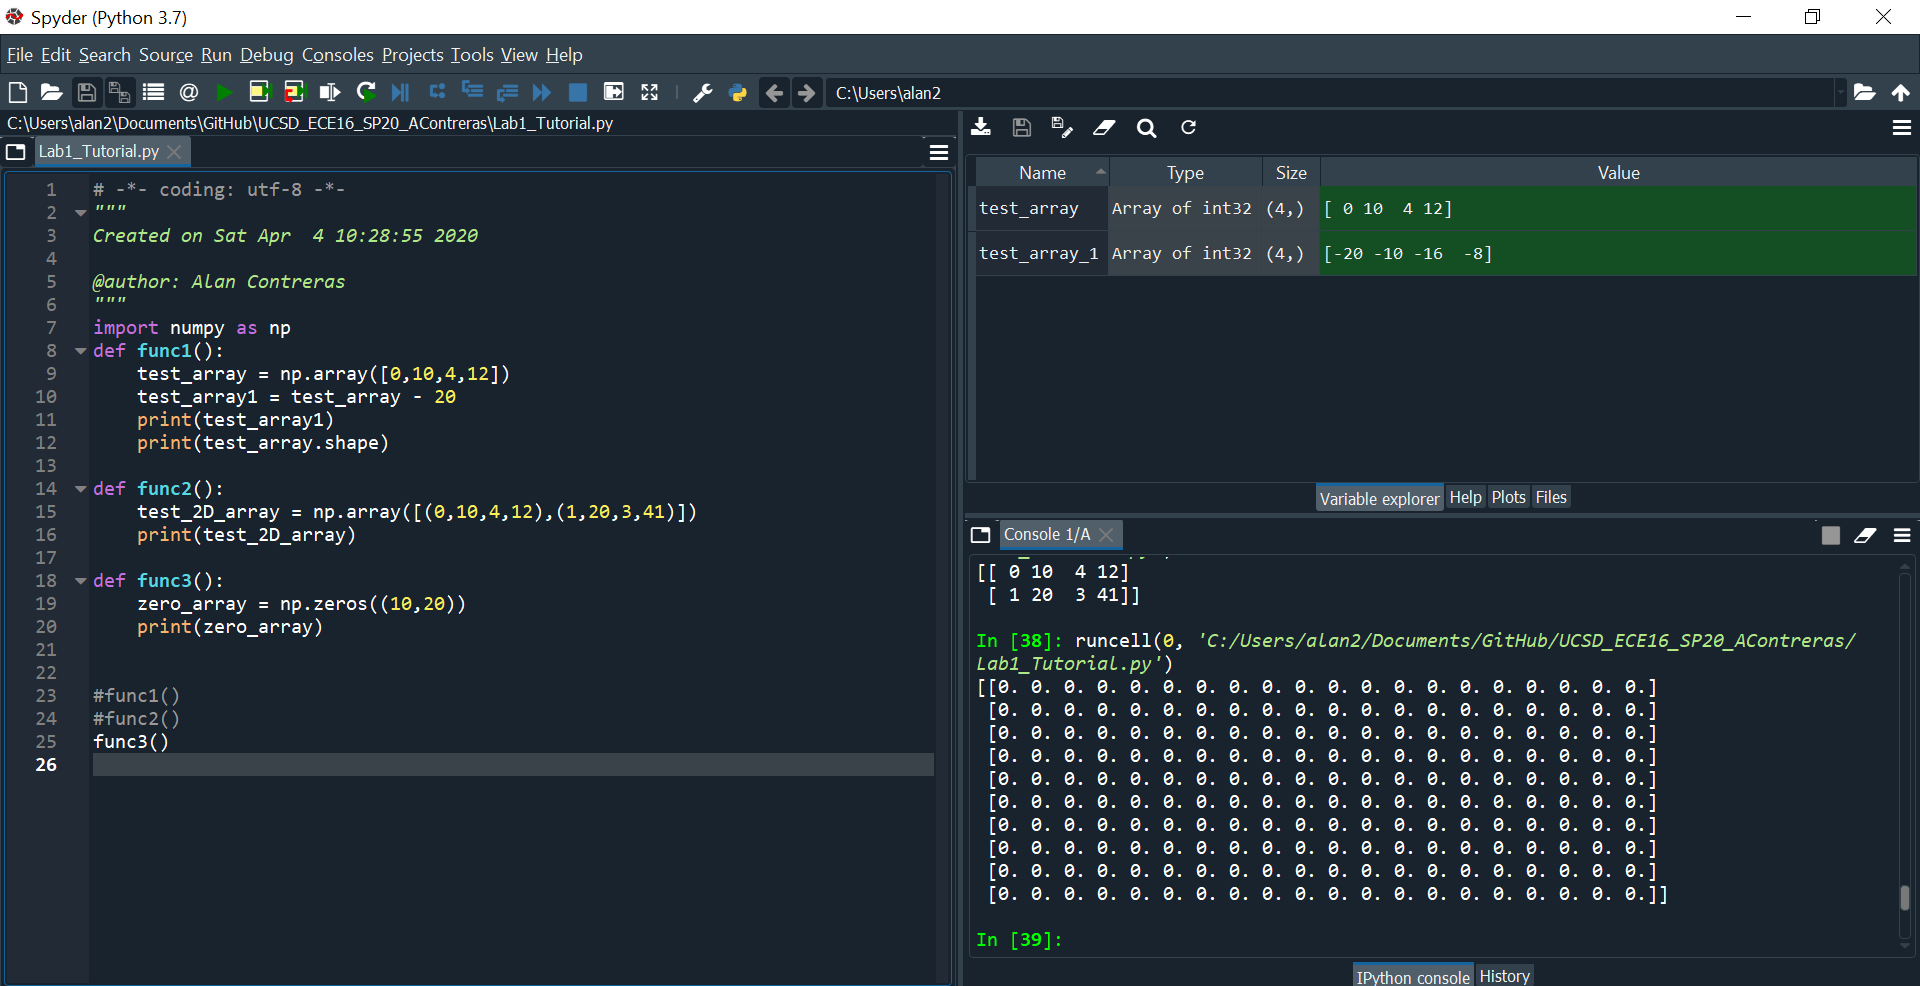 Spyder (Python 3.7)
File Edit Search Source Run Debug Consoles Projects Tools View Help
C:\Users\alan2
C:\Users\alan2\Documents\GitHub\UCSD_ECE16_SP20_AContreras\Lab1_Tutorial.py
Lab1_Tutorial.py
1 # -*- coding: utf-8 -*-
2 """
3 Created on Sat Apr  4 10:28:55 2020
4
5 @author: Alan Contreras
6 """
7 import numpy as np
8 def func1():
9     test_array = np.array([0,10,4,12])
10     test_array1 = test_array - 20
11     print(test_array1)
12     print(test_array.shape)
13
14 def func2():
15     test_2D_array = np.array([(0,10,4,12),(1,20,3,41)])
16     print(test_2D_array)
17
18 def func3():
19     zero_array = np.zeros((10,20))
20     print(zero_array)
21
22
23 #func1()
24 #func2()
25 func3()
26
Name Type Size Value
test_array Array of int32 (4,) [ 0 10  4 12]
test_array_1 Array of int32 (4,) [-20 -10 -16  -8]
Variable explorer Help Plots Files
Console 1/A
[[ 0 10  4 12]
 [ 1 20  3 41]]
In [38]: runcell(0, 'C:/Users/alan2/Documents/GitHub/UCSD_ECE16_SP20_AContreras/
Lab1_Tutorial.py')
[[0. 0. 0. 0. 0. 0. 0. 0. 0. 0. 0. 0. 0. 0. 0. 0. 0. 0. 0. 0.]
 [0. 0. 0. 0. 0. 0. 0. 0. 0. 0. 0. 0. 0. 0. 0. 0. 0. 0. 0. 0.]
 [0. 0. 0. 0. 0. 0. 0. 0. 0. 0. 0. 0. 0. 0. 0. 0. 0. 0. 0. 0.]
 [0. 0. 0. 0. 0. 0. 0. 0. 0. 0. 0. 0. 0. 0. 0. 0. 0. 0. 0. 0.]
 [0. 0. 0. 0. 0. 0. 0. 0. 0. 0. 0. 0. 0. 0. 0. 0. 0. 0. 0. 0.]
 [0. 0. 0. 0. 0. 0. 0. 0. 0. 0. 0. 0. 0. 0. 0. 0. 0. 0. 0. 0.]
 [0. 0. 0. 0. 0. 0. 0. 0. 0. 0. 0. 0. 0. 0. 0. 0. 0. 0. 0. 0.]
 [0. 0. 0. 0. 0. 0. 0. 0. 0. 0. 0. 0. 0. 0. 0. 0. 0. 0. 0. 0.]
 [0. 0. 0. 0. 0. 0. 0. 0. 0. 0. 0. 0. 0. 0. 0. 0. 0. 0. 0. 0.]
 [0. 0. 0. 0. 0. 0. 0. 0. 0. 0. 0. 0. 0. 0. 0. 0. 0. 0. 0. 0.]]
In [39]:
IPython console History